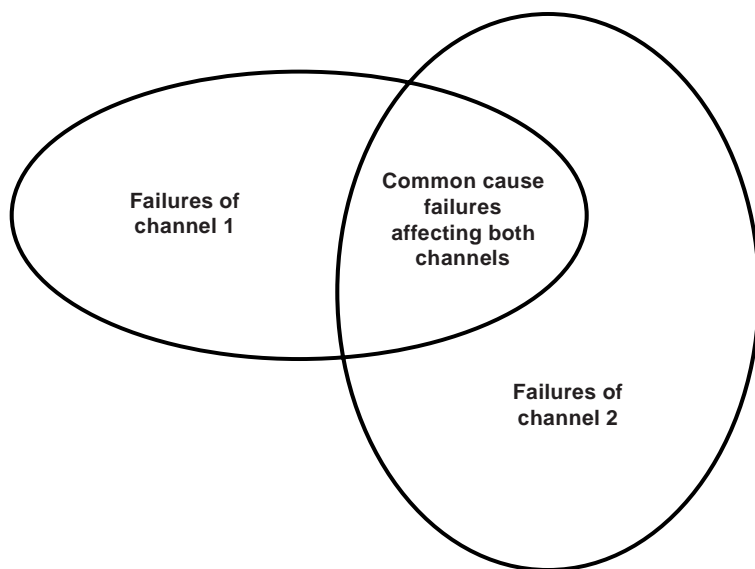 Failures of
channel 1
Common cause
failures
affecting both
channels
Failures of
channel 2